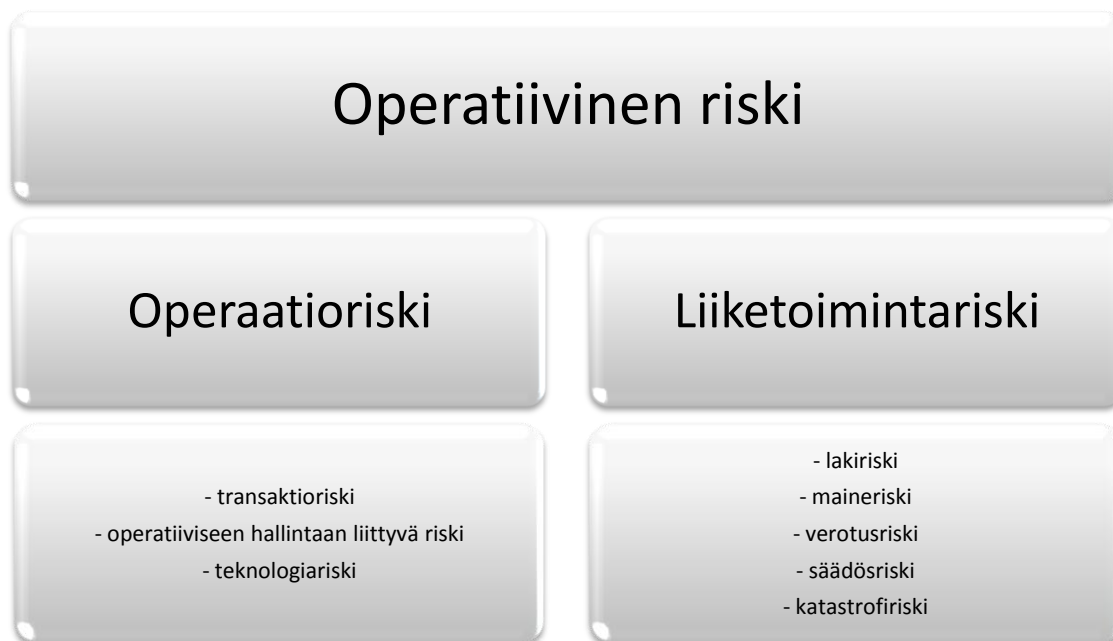 Operatiivinen riski
Operaatioriski
Liiketoimintariski
- transaktioriski
- operatiiviseen hallintaan liittyvä riski
- teknologiariski
- lakiriski
- maineriski
- verotusriski
- säädösriski
- katastrofiriski